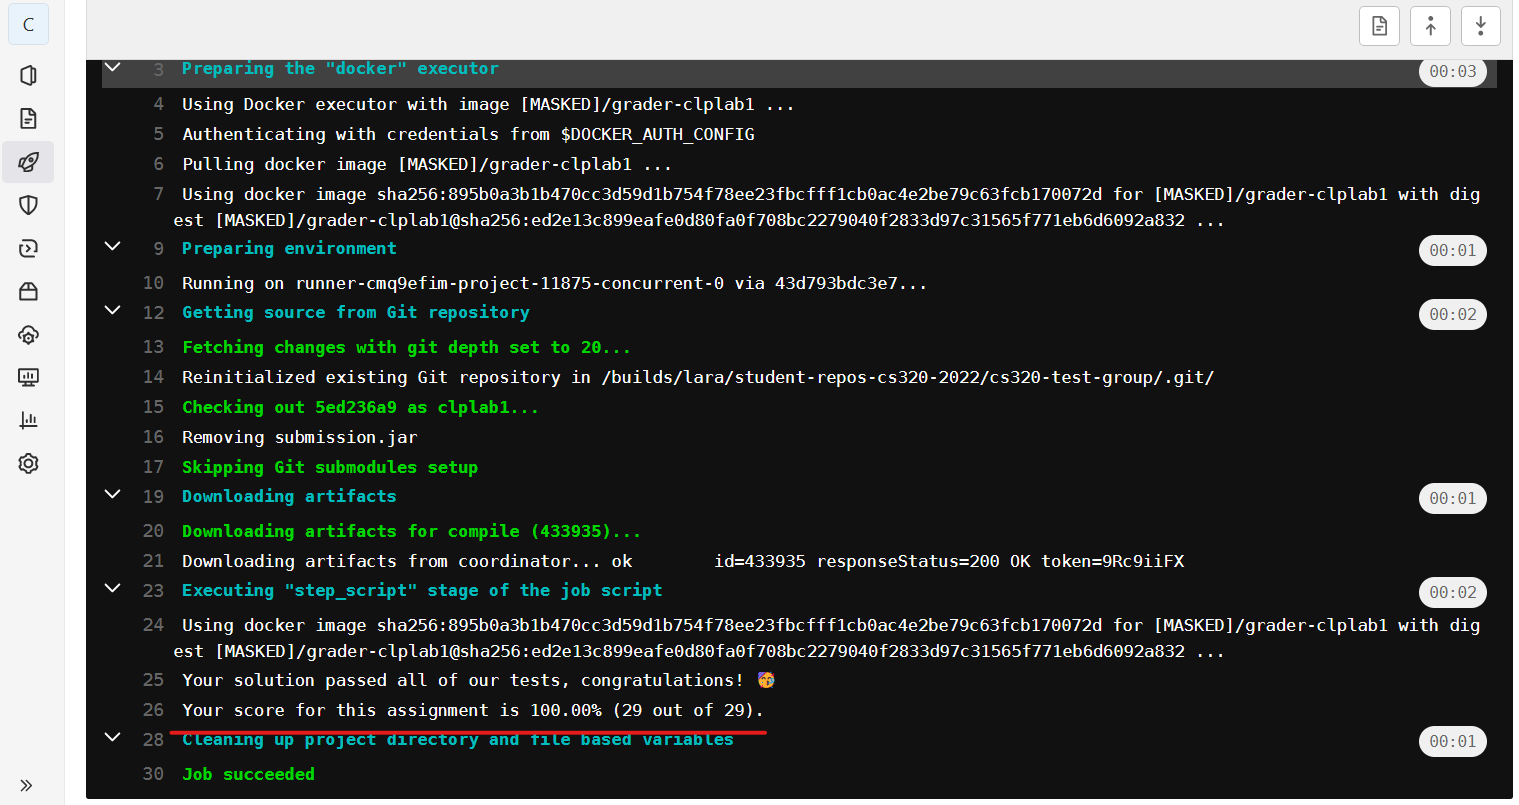 C
3 Preparing the "docker" executor 00:03
4 Using Docker executor with image [MASKED]/grader-clplab1 ...
5 Authenticating with credentials from $DOCKER_AUTH_CONFIG
6 Pulling docker image [MASKED]/grader-clplab1 ...
7 Using docker image sha256:895b0a3b1b470cc3d59d1b754f78ee23fbcfff1cb0ac4e2be79c63fcb170072d for [MASKED]/grader-clplab1 with dig
est [MASKED]/grader-clplab1@sha256:ed2e13c899eafe0d80fa0f708bc2279040f2833d97c31565f771eb6d6092a832 ...
9 Preparing environment 00:01
10 Running on runner-cmq9efim-project-11875-concurrent-0 via 43d793bdc3e7...
12 Getting source from Git repository 00:02
13 Fetching changes with git depth set to 20...
14 Reinitialized existing Git repository in /builds/lara/student-repos-cs320-2022/cs320-test-group/.git/
15 Checking out 5ed236a9 as clplab1...
16 Removing submission.jar
17 Skipping Git submodules setup
19 Downloading artifacts 00:01
20 Downloading artifacts for compile (433935)...
21 Downloading artifacts from coordinator... ok id=433935 responseStatus=200 OK token=9Rc9iiFX
23 Executing "step_script" stage of the job script 00:02
24 Using docker image sha256:895b0a3b1b470cc3d59d1b754f78ee23fbcfff1cb0ac4e2be79c63fcb170072d for [MASKED]/grader-clplab1 with dig
est [MASKED]/grader-clplab1@sha256:ed2e13c899eafe0d80fa0f708bc2279040f2833d97c31565f771eb6d6092a832 ...
25 Your solution passed all of our tests, congratulations! 🥳
26 Your score for this assignment is 100.00% (29 out of 29).
28 Cleaning up project directory and file based variables 00:01
30 Job succeeded